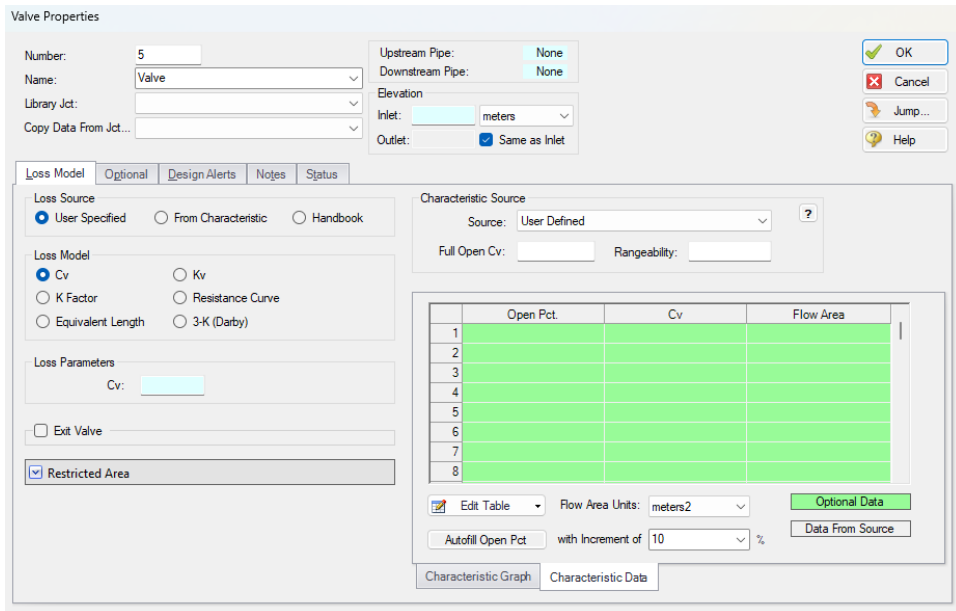 Valve Properties
Number: 5
Name: Valve
Library Jct:
Copy Data From Jct...
Upstream Pipe: None
Downstream Pipe: None
Elevation
Inlet: meters
Outlet: Same as Inlet
OK
Cancel
Jump...
Help
Loss Model Optional Design Alerts Notes Status
Loss Source
User Specified From Characteristic Handbook
Loss Model
Cv Kv
K Factor Resistance Curve
Equivalent Length 3-K (Darby)
Loss Parameters
Cv:
Exit Valve
Restricted Area
Characteristic Source
Source: User Defined
?
Full Open Cv: Rangeability:
Open Pct. Cv Flow Area
1
2
3
4
5
6
7
8
Edit Table Flow Area Units: meters2 Optional Data
Autofill Open Pct with Increment of 10 % Data From Source
Characteristic Graph Characteristic Data